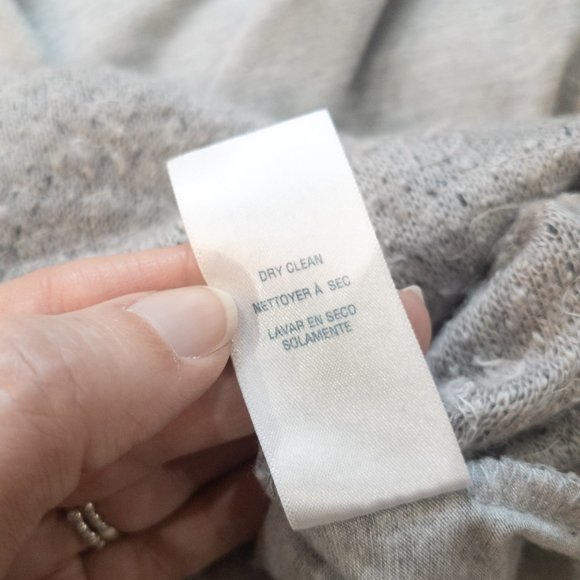 DRY CLEAN
NETTOYER À SEC
LAVAR EN SECO
SOLAMENTE